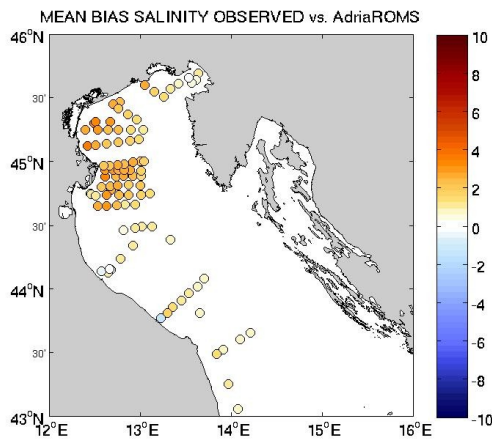 MEAN BIAS SALINITY OBSERVED vs. AdriaROMS
46°N
30'
45°N
30'
44°N
30'
43°N
12°E 13°E 14°E 15°E 16°E
10
8
6
4
2
0
-2
-4
-6
-8
-10